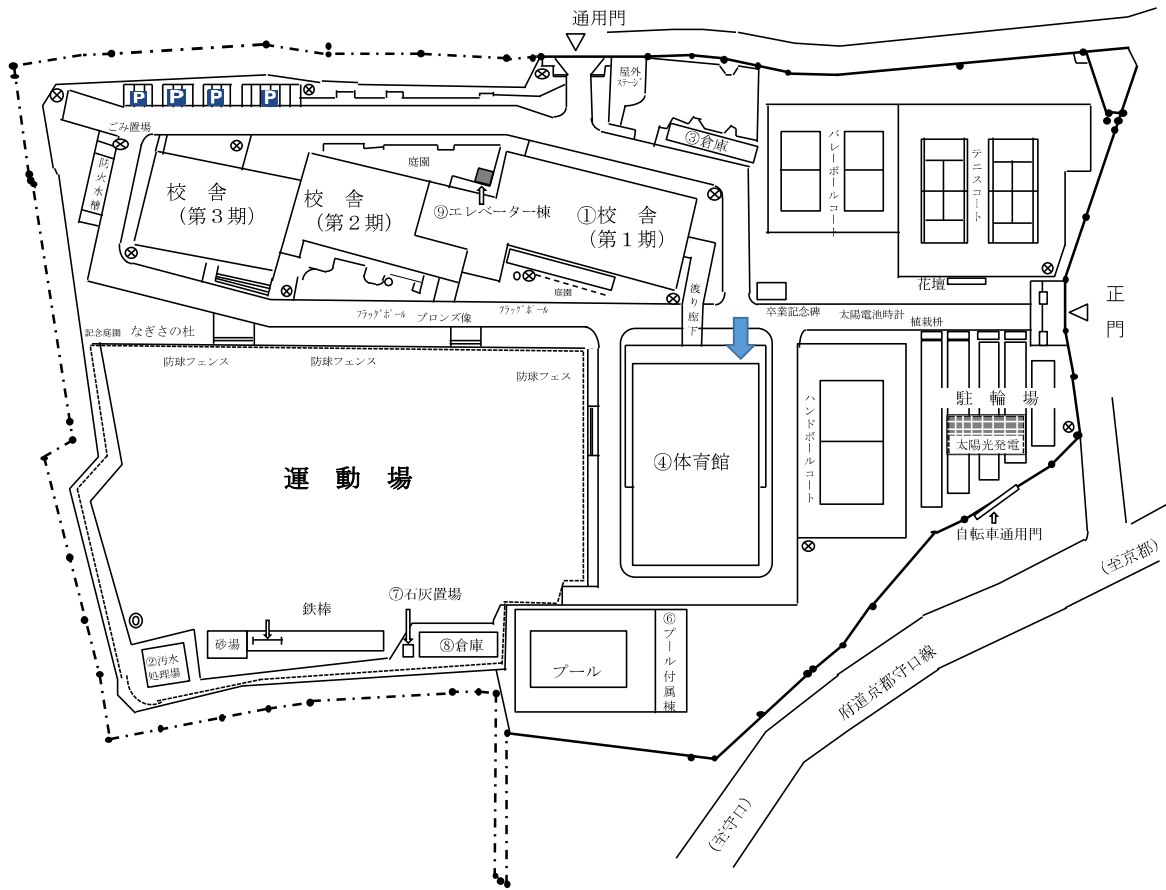 通用門
屋外
ステージ
P P P P
ごみ置場
③倉庫
バレーボールコート
テニスコート
防火水槽
庭園
校 舎
(第3期)
校 舎
(第2期)
⑨エレベーター棟
①校 舎
(第1期)
庭園
渡り廊下
花壇
正門
卒業記念碑
太陽電池時計
植栽枡
フラッグポール
ブロンズ像
フラッグポール
記念庭園
なぎさの杜
防球フェンス
防球フェンス
防球フェス
駐 輪 場
太陽光発電
ハンドボールコート
④体育館
運 動 場
自転車通用門
(至京都)
⑦石灰置場
鉄棒
砂場
⑧倉庫
②汚水
処理場
プール
⑥プール付属棟
府道京都守口線
(至守口)